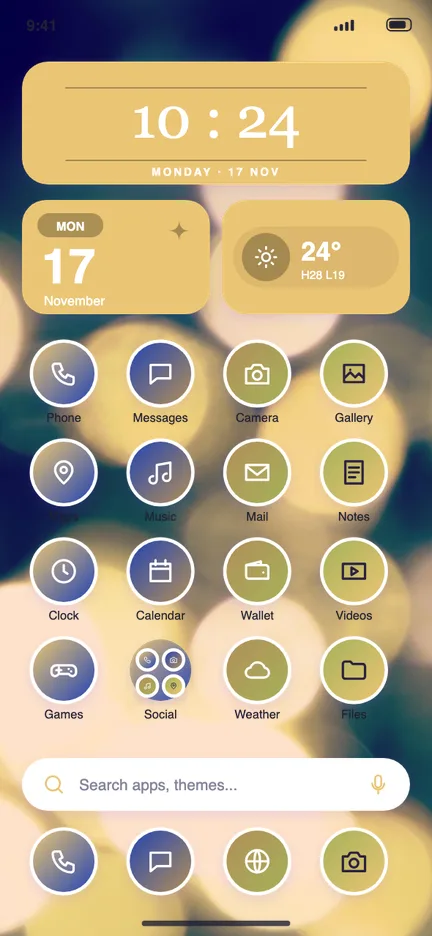 9:41
10 : 24
MONDAY · 17 NOV
MON
17
November
24°
H28 L19
Phone
Messages
Camera
Gallery
Music
Mail
Notes
Clock
Calendar
Wallet
Videos
Games
Social
Weather
Files
Search apps, themes...